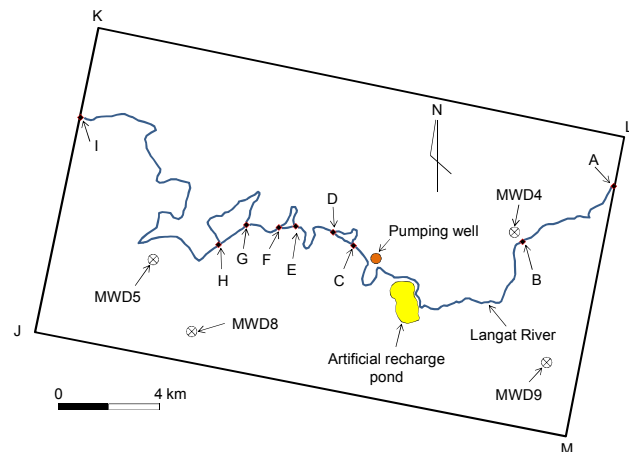 K
N
L
A
I
D
MWD4
Pumping well
G
F
E
H
C
B
MWD5
J
MWD8
Langat River
Artificial recharge
pond
MWD9
0 4 km
M